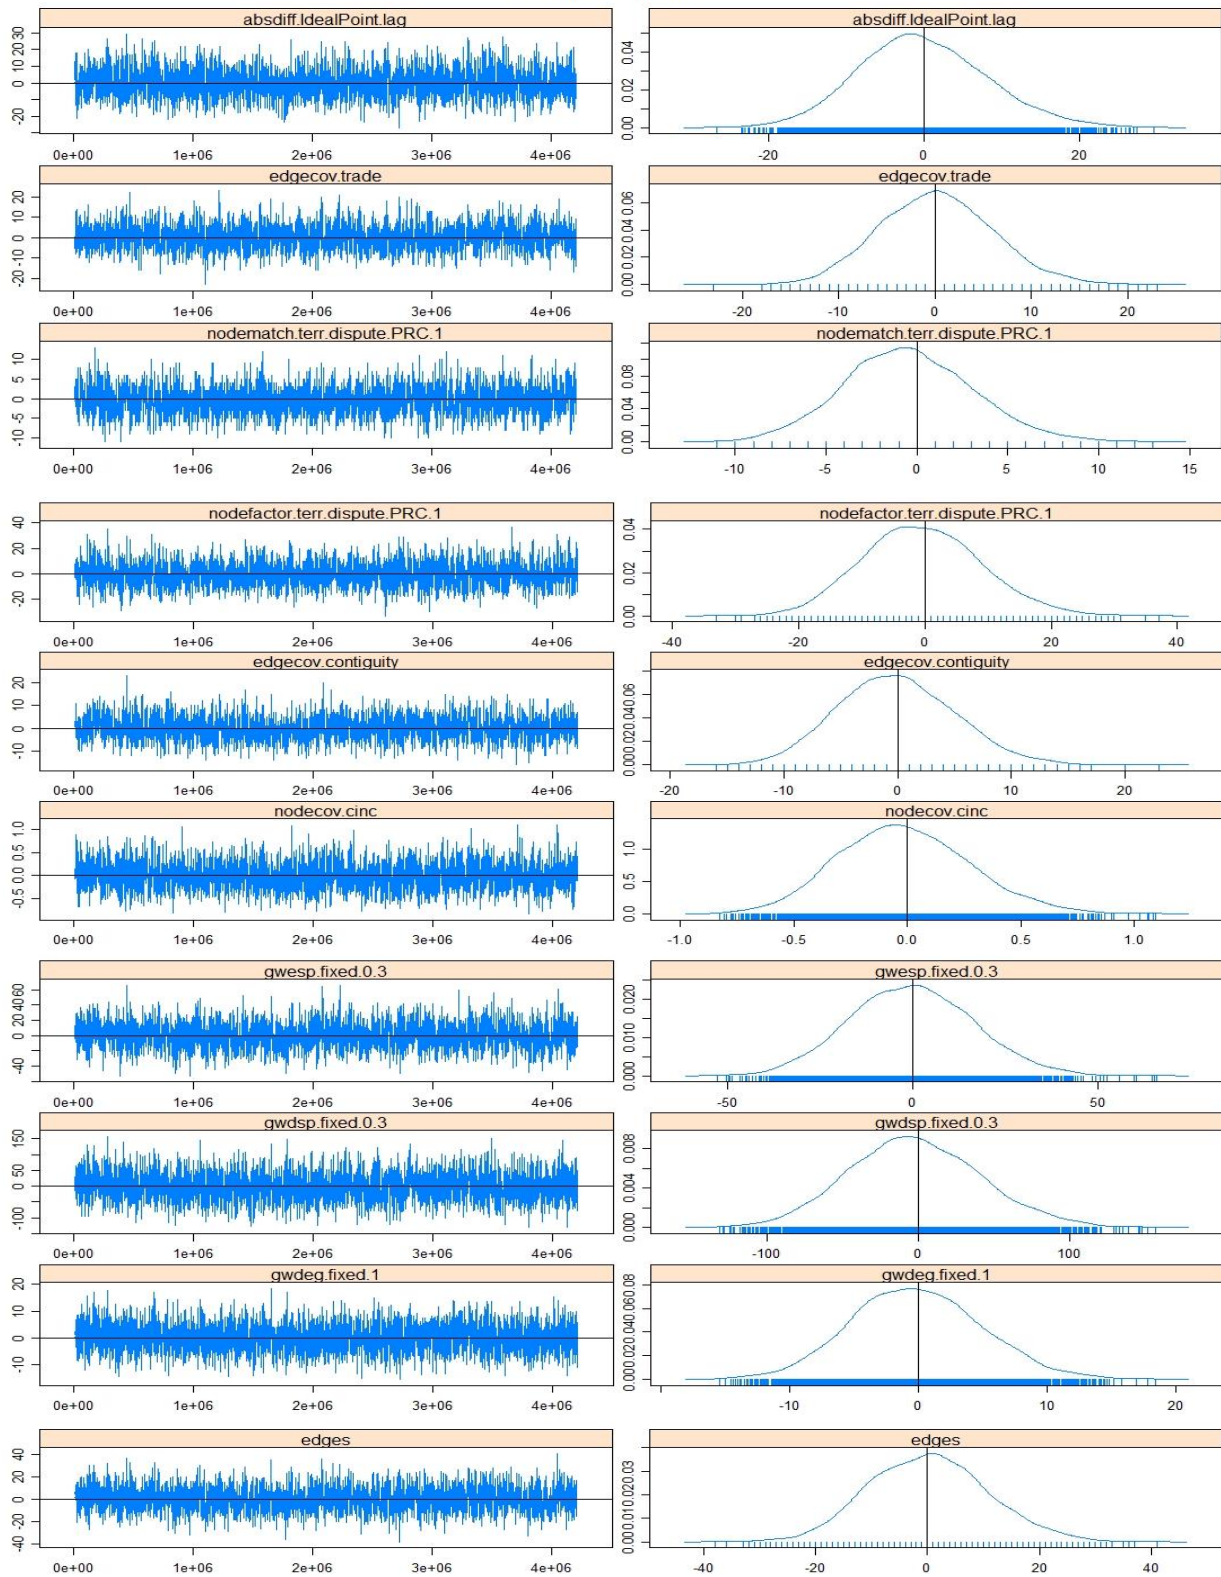 absdiff.IdealPoint.lag
-20 0 10 20 30
0e+00 1e+06 2e+06 3e+06 4e+06
absdiff.IdealPoint.lag
0.00 0.02 0.04
-20 0 20
edgecov.trade
-20 0 10 20
0e+00 1e+06 2e+06 3e+06 4e+06
edgecov.trade
0.00 0.02 0.04 0.06
-20 -10 0 10 20
nodematch.terr.dispute.PRC.1
-10 -5 0 5 10
0e+00 1e+06 2e+06 3e+06 4e+06
nodematch.terr.dispute.PRC.1
0.00 0.04 0.08
-10 -5 0 5 10 15
nodefactor.terr.dispute.PRC.1
-20 0 20 40
0e+00 1e+06 2e+06 3e+06 4e+06
nodefactor.terr.dispute.PRC.1
0.00 0.02 0.04
-40 -20 0 20 40
edgecov.contiguity
-10 0 10 20
0e+00 1e+06 2e+06 3e+06 4e+06
edgecov.contiguity
0.00 0.02 0.04 0.06
-20 -10 0 10 20
nodecov.cinc
-0.5 0.0 0.5 1.0
0e+00 1e+06 2e+06 3e+06 4e+06
nodecov.cinc
0.0 0.5 1.0
-1.0 -0.5 0.0 0.5 1.0
gwesp.fixed.0.3
-40 0 20 40 60
0e+00 1e+06 2e+06 3e+06 4e+06
gwesp.fixed.0.3
0.000 0.010 0.020
-50 0 50
gwdsp.fixed.0.3
-100 0 50 150
0e+00 1e+06 2e+06 3e+06 4e+06
gwdsp.fixed.0.3
0.000 0.004 0.008
-100 0 100
gwdeg.fixed.1
-10 0 10 20
0e+00 1e+06 2e+06 3e+06 4e+06
gwdeg.fixed.1
0.00 0.02 0.04 0.06 0.08
-10 0 10 20
edges
-40 -20 0 20 40
0e+00 1e+06 2e+06 3e+06 4e+06
edges
0.00 0.01 0.02 0.03
-40 -20 0 20 40